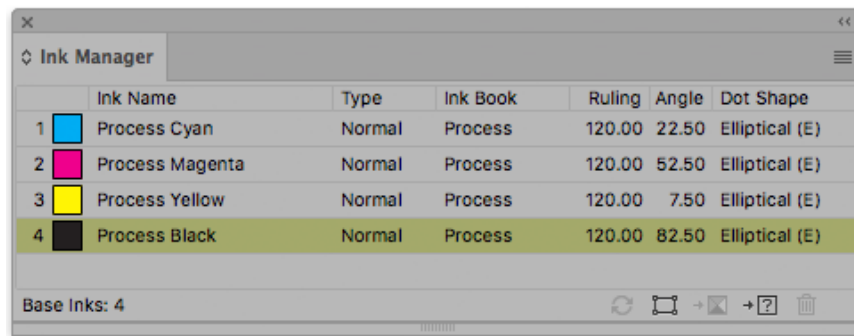 Ink Manager
Ink Name Type Ink Book Ruling Angle Dot Shape
1 Process Cyan Normal Process 120.00 22.50 Elliptical (E)
2 Process Magenta Normal Process 120.00 52.50 Elliptical (E)
3 Process Yellow Normal Process 120.00 7.50 Elliptical (E)
4 Process Black Normal Process 120.00 82.50 Elliptical (E)
Base Inks: 4